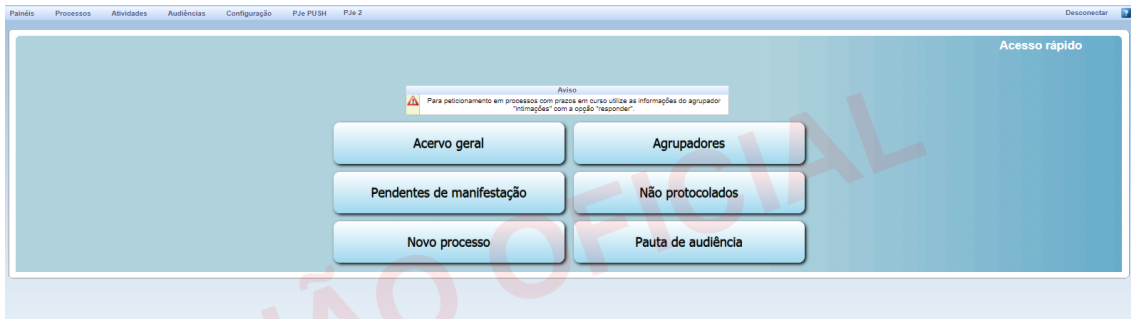 Painéis Processos Atividades Audiências Configuração PJe PUSH PJe 2 Desconectar ?
Acesso rápido
Aviso
Para peticionamento em processos com prazos em curso utilize as informações do agrupador
"intimações" com a opção "responder".
Acervo geral Agrupadores
Pendentes de manifestação Não protocolados
Novo processo Pauta de audiência
NÃO OFICIAL